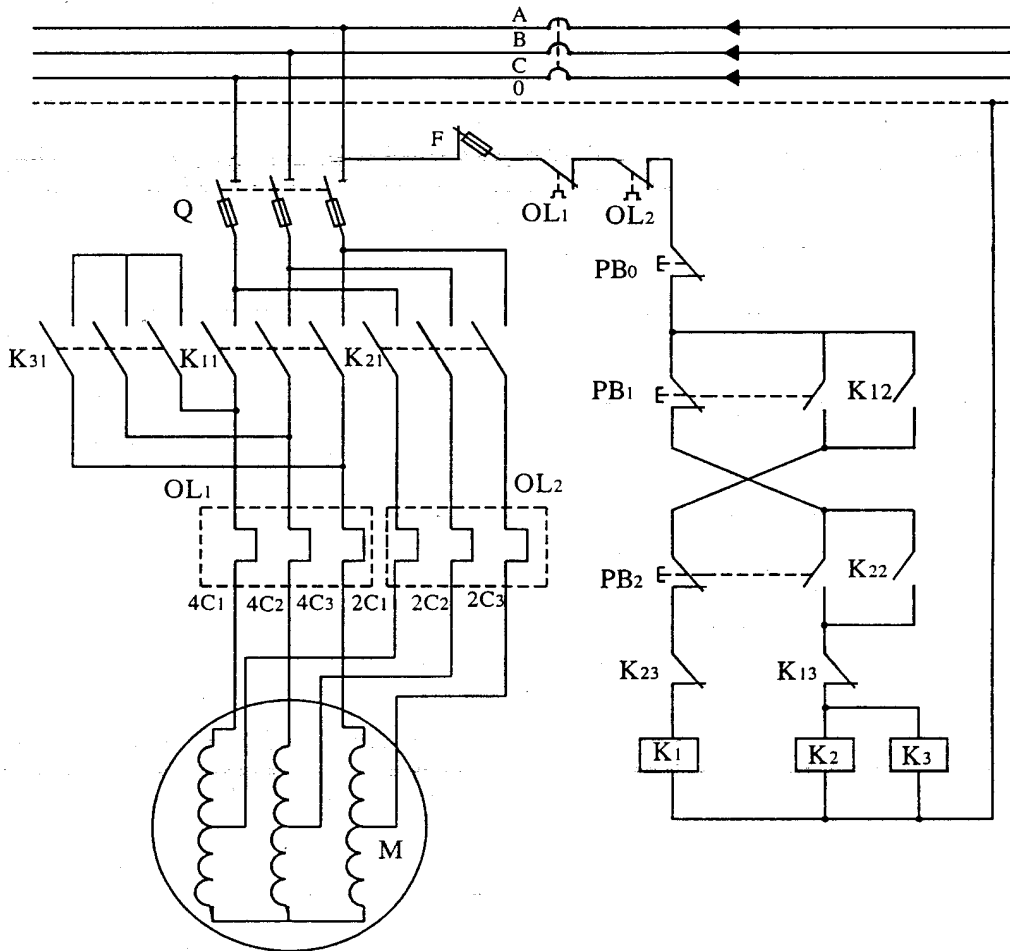 A
B
C
0
F
OL1
OL2
Q
PB0
K31
K11
K21
PB1
K12
OL1
OL2
4C1
4C2
4C3
2C1
2C2
2C3
PB2
K22
K23
K13
K1
K2
K3
M